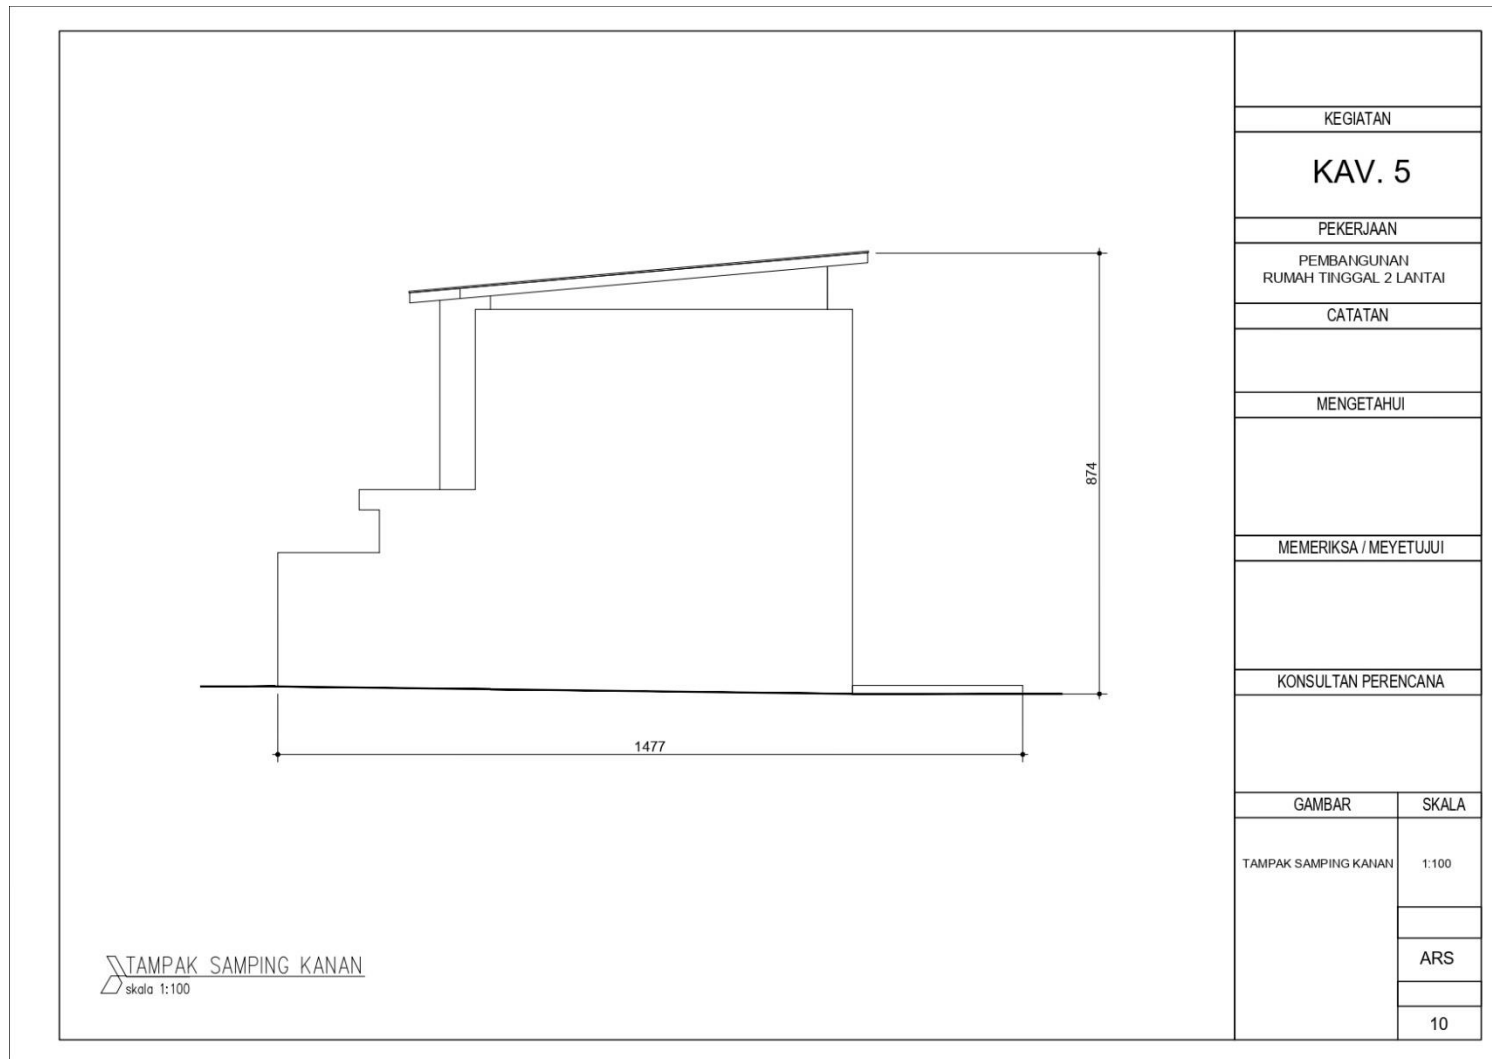 874
1477
TAMPAK SAMPING KANAN
skala 1:100
KEGIATAN
KAV. 5
PEKERJAAN
PEMBANGUNAN
RUMAH TINGGAL 2 LANTAI
CATATAN
MENGETAHUI
MEMERIKSA / MEYETUJUI
KONSULTAN PERENCANA
GAMBAR SKALA
TAMPAK SAMPING KANAN 1:100
ARS
10